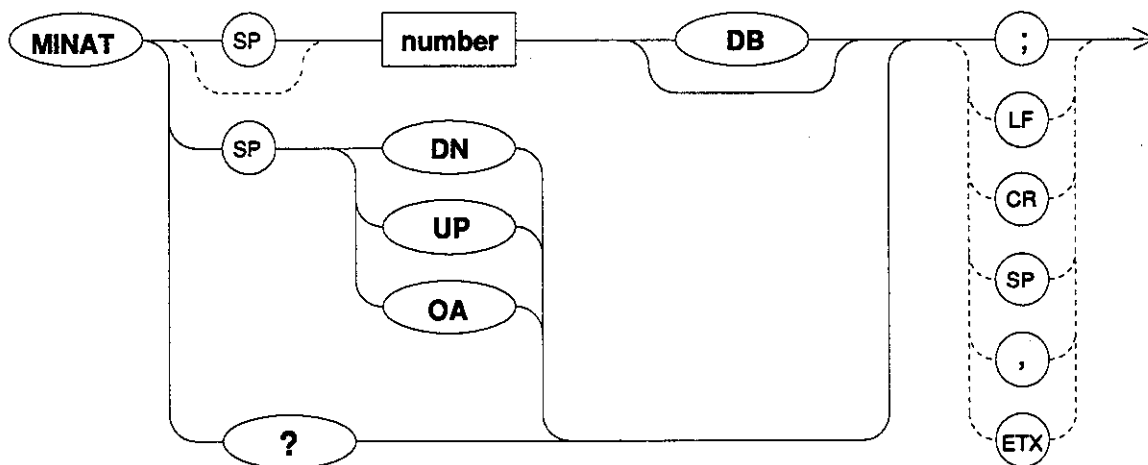 MINAT SP number DB ;
LF
SP DN
CR
UP
SP
OA
,
? ETX